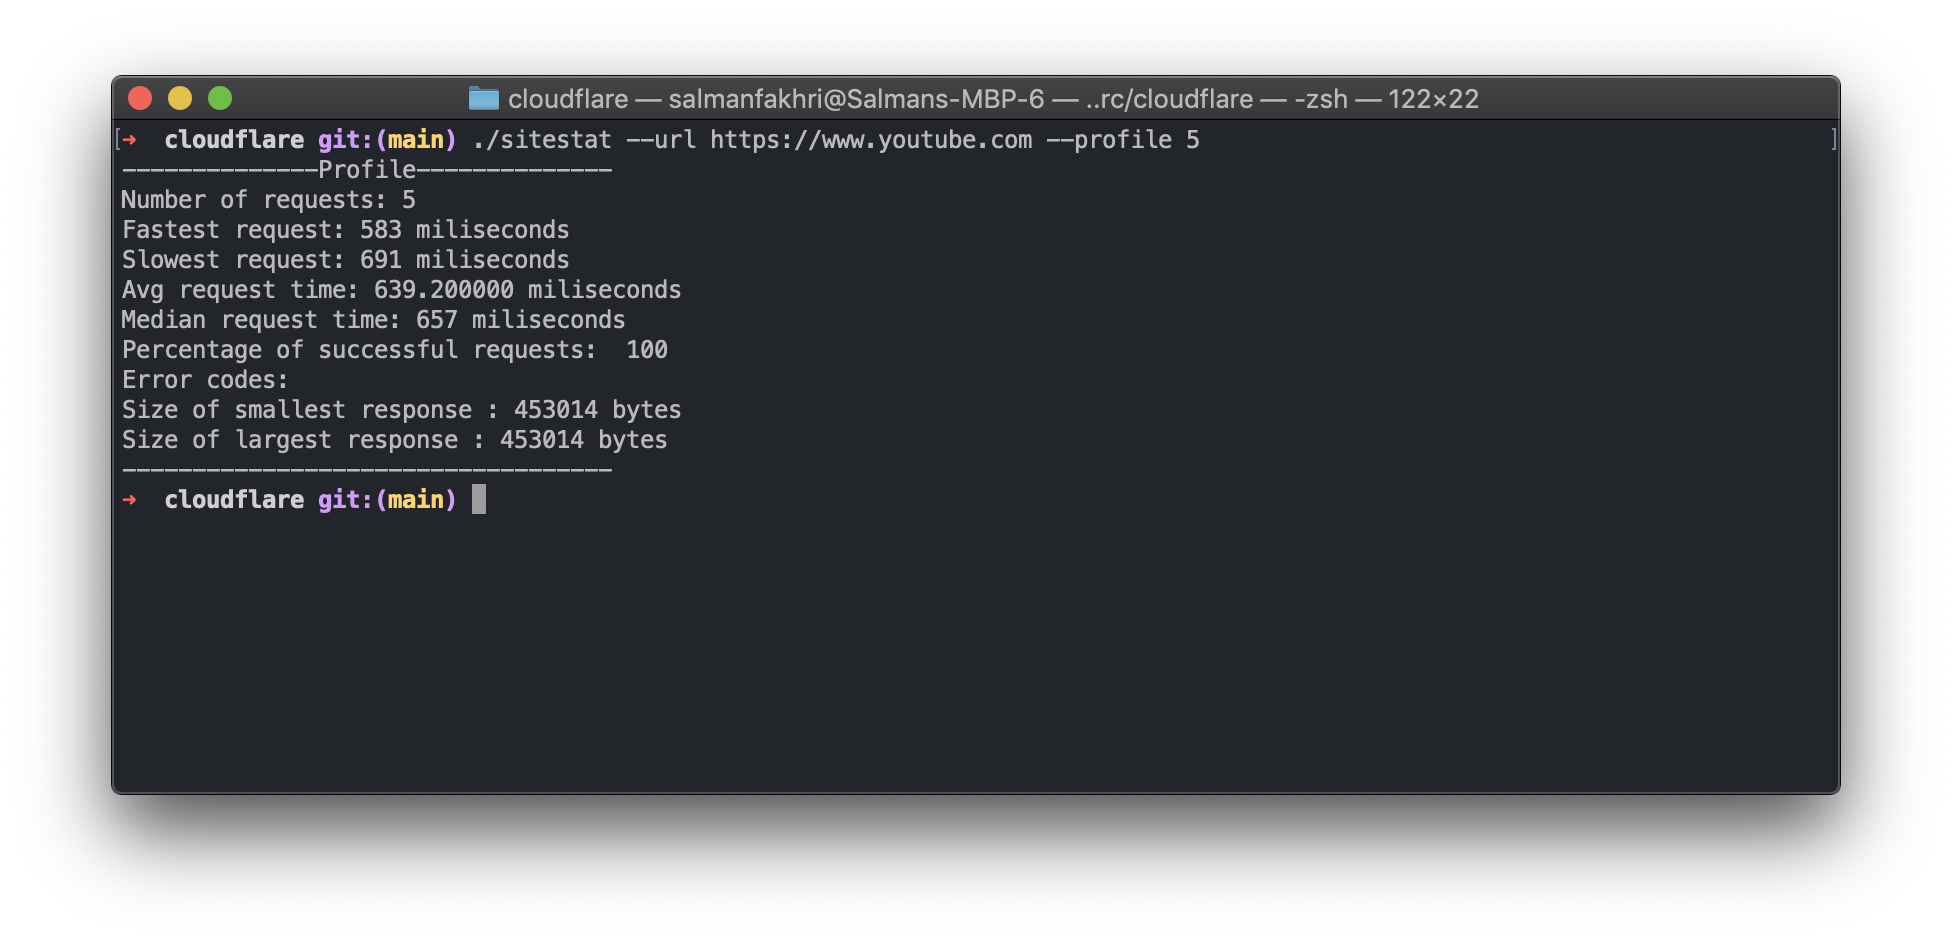 cloudflare — salmanfakhri@Salmans-MBP-6 — ..rc/cloudflare — -zsh — 122×22
[➜  cloudflare git:(main) ./sitestat --url https://www.youtube.com --profile 5 ]
--------------Profile--------------
Number of requests: 5
Fastest request: 583 miliseconds
Slowest request: 691 miliseconds
Avg request time: 639.200000 miliseconds
Median request time: 657 miliseconds
Percentage of successful requests:  100
Error codes:
Size of smallest response : 453014 bytes
Size of largest response : 453014 bytes
-----------------------------------
➜  cloudflare git:(main)